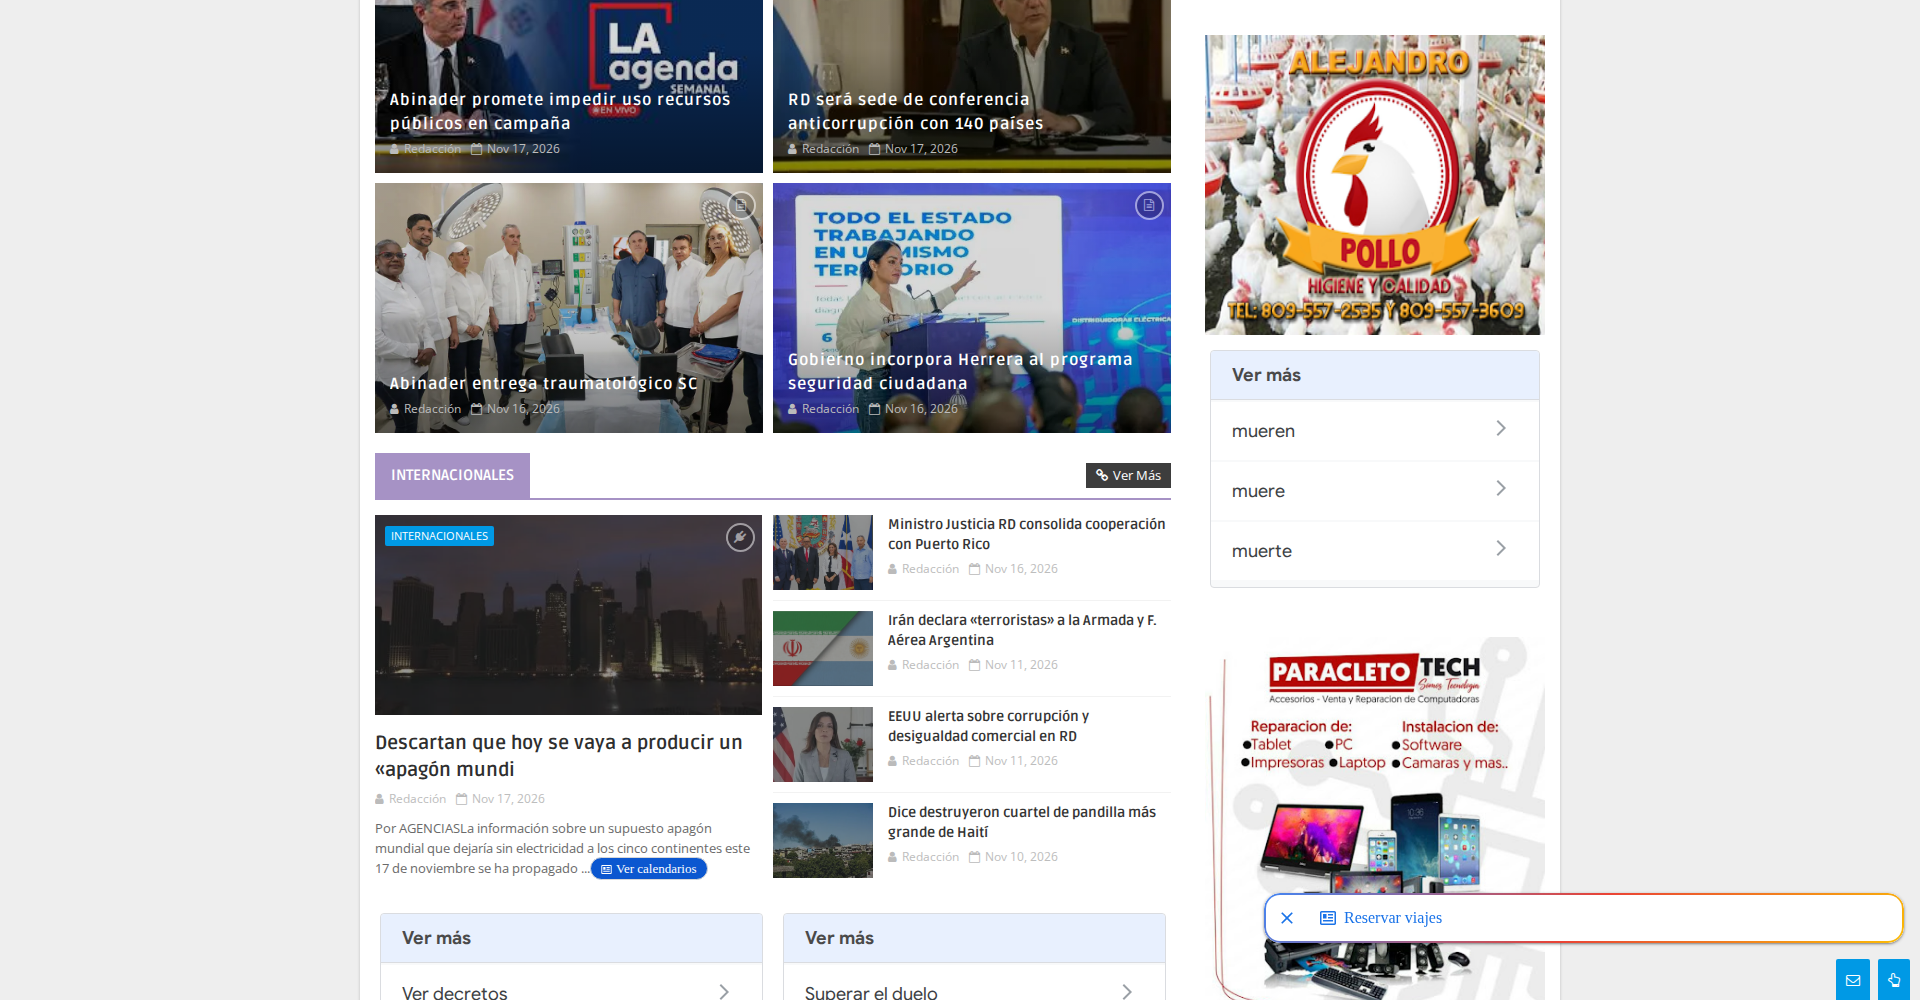 LA
agenda
SEMANAL
EN VIVO
Abinader promete impedir uso recursos
públicos en campaña
Redacción Nov 17, 2026
RD será sede de conferencia
anticorrupción con 140 países
Redacción Nov 17, 2026
TODO EL ESTADO
TRABAJANDO
EN UN MISMO
TERRITORIO
Abinader entrega traumatológico SC
Redacción Nov 16, 2026
Gobierno incorpora Herrera al programa
seguridad ciudadana
Redacción Nov 16, 2026
INTERNACIONALES
Ver Más
INTERNACIONALES
Descartan que hoy se vaya a producir un
«apagón mundi
Redacción Nov 17, 2026
Por AGENCIASLa información sobre un supuesto apagón
mundial que dejaría sin electricidad a los cinco continentes este
17 de noviembre se ha propagado ... Ver calendarios
Ministro Justicia RD consolida cooperación
con Puerto Rico
Redacción Nov 16, 2026
Irán declara «terroristas» a la Armada y F.
Aérea Argentina
Redacción Nov 11, 2026
EEUU alerta sobre corrupción y
desigualdad comercial en RD
Redacción Nov 11, 2026
Dice destruyeron cuartel de pandilla más
grande de Haití
Redacción Nov 10, 2026
Ver más
Ver decretos
Ver más
Superar el duelo
ALEJANDRO
POLLO
HIGIENE Y CALIDAD
TEL: 809-557-2535 Y 809-557-3609
Ver más
mueren
muere
muerte
PARACLETO TECH
Somos Tecnologia
Accesorios - Venta y Reparacion de Computadoras
Reparacion de: Instalacion de:
Tablet PC Software
Impresoras Laptop Camaras y mas..
Reservar viajes